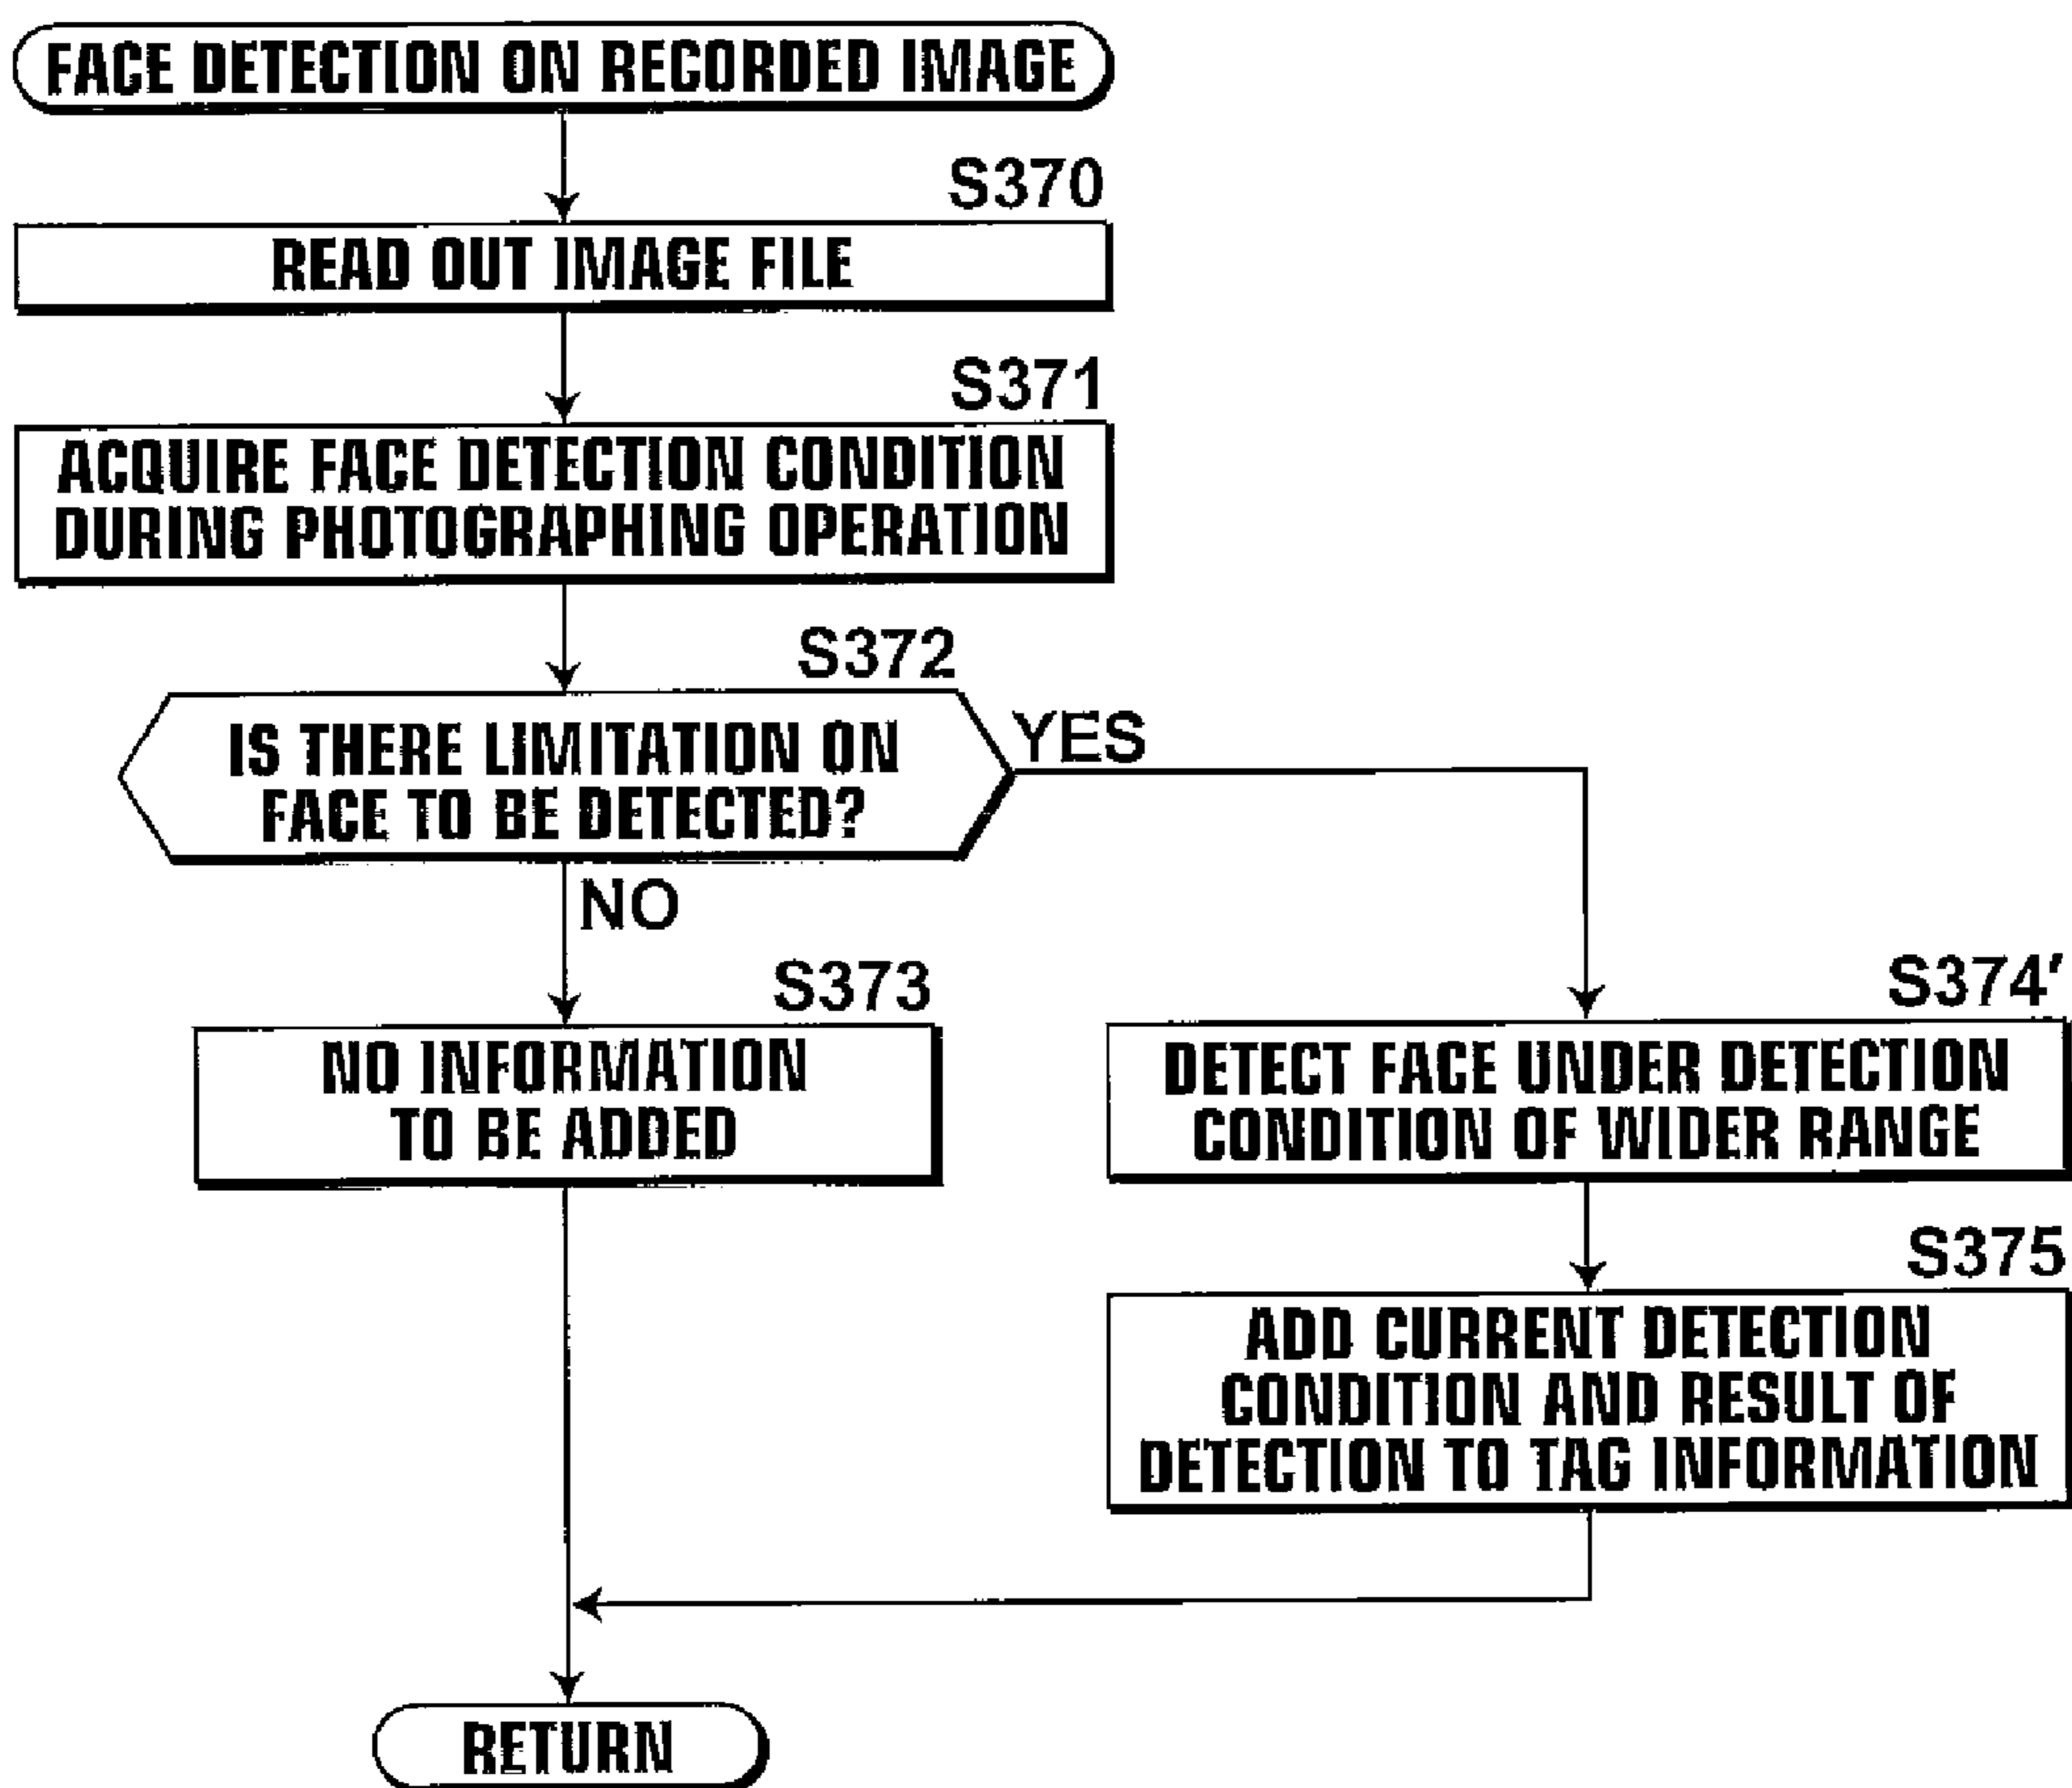 FACE DETECTION ON RECORDED IMAGE
S370
READ OUT IMAGE FILE
S371
ACQUIRE FACE DETECTION CONDITION
DURING PHOTOGRAPHING OPERATION
S372
IS THERE LIMITATION ON
FACE TO BE DETECTED?
YES
NO
S373
NO INFORMATION
TO BE ADDED
S374'
DETECT FACE UNDER DETECTION
CONDITION OF WIDER RANGE
S375
ADD CURRENT DETECTION
CONDITION AND RESULT OF
DETECTION TO TAG INFORMATION
RETURN